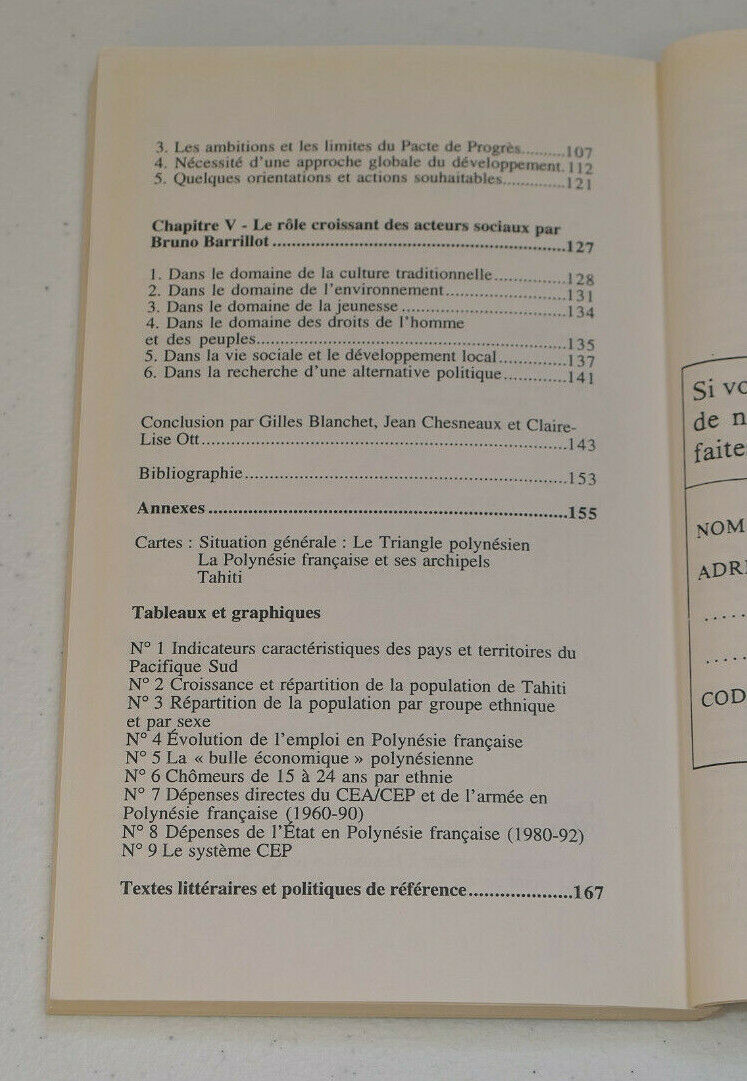 3. Les ambitions et les limites du Pacte de Progrès.........107
4. Nécessité d'une approche globale du développement.112
5. Quelques orientations et actions souhaitables.............121
Chapitre V - Le rôle croissant des acteurs sociaux par
Bruno Barrillot..........................................................127
1. Dans le domaine de la culture traditionnelle...............128
2. Dans le domaine de l'environnement.........................131
3. Dans le domaine de la jeunesse..................................134
4. Dans le domaine des droits de l'homme
et des peuples..................................................................135
5. Dans la vie sociale et le développement local.............137
6. Dans la recherche d'une alternative politique.............141
Conclusion par Gilles Blanchet, Jean Chesneaux et Claire-
Lise Ott...........................................................................143
Bibliographie...................................................................153
Annexes.........................................................................155
Cartes : Situation générale : Le Triangle polynésien
La Polynésie française et ses archipels
Tahiti
Tableaux et graphiques
N° 1 Indicateurs caractéristiques des pays et territoires du
Pacifique Sud
N° 2 Croissance et répartition de la population de Tahiti
N° 3 Répartition de la population par groupe ethnique
et par sexe
N° 4 Évolution de l'emploi en Polynésie française
N° 5 La « bulle économique » polynésienne
N° 6 Chômeurs de 15 à 24 ans par ethnie
N° 7 Dépenses directes du CEA/CEP et de l'armée en
Polynésie française (1960-90)
N° 8 Dépenses de l'État en Polynésie française (1980-92)
N° 9 Le système CEP
Textes littéraires et politiques de référence.....................167
Si vo
de n
faite
NOM
ADRE
......
......
COD